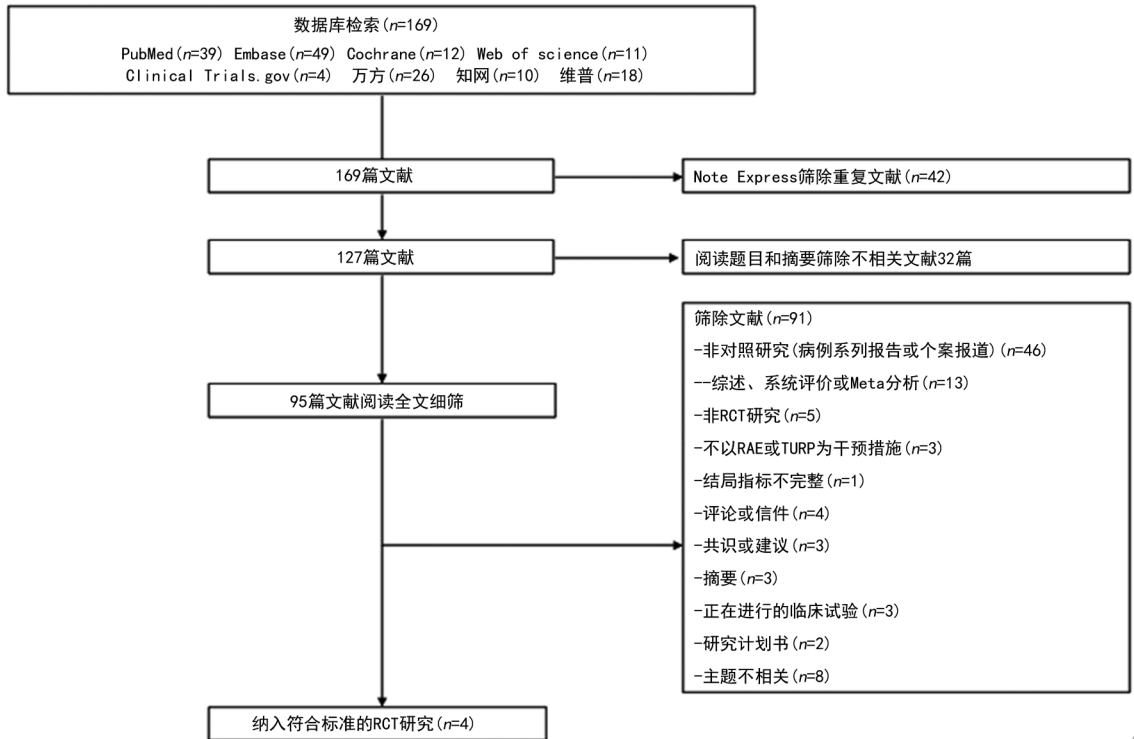 数据库检索(n=169)
PubMed(n=39) Embase(n=49) Cochrane(n=12) Web of science(n=11)
Clinical Trials.gov(n=4) 万方(n=26) 知网(n=10) 维普(n=18)
169篇文献
Note Express筛除重复文献(n=42)
127篇文献
阅读题目和摘要筛除不相关文献32篇
筛除文献(n=91)
-非对照研究(病例系列报告或个案报道)(n=46)
--综述、系统评价或Meta分析(n=13)
-非RCT研究(n=5)
-不以RAE或TURP为干预措施(n=3)
-结局指标不完整(n=1)
-评论或信件(n=4)
-共识或建议(n=3)
-摘要(n=3)
-正在进行的临床试验(n=3)
-研究计划书(n=2)
-主题不相关(n=8)
95篇文献阅读全文细筛
纳入符合标准的RCT研究(n=4)